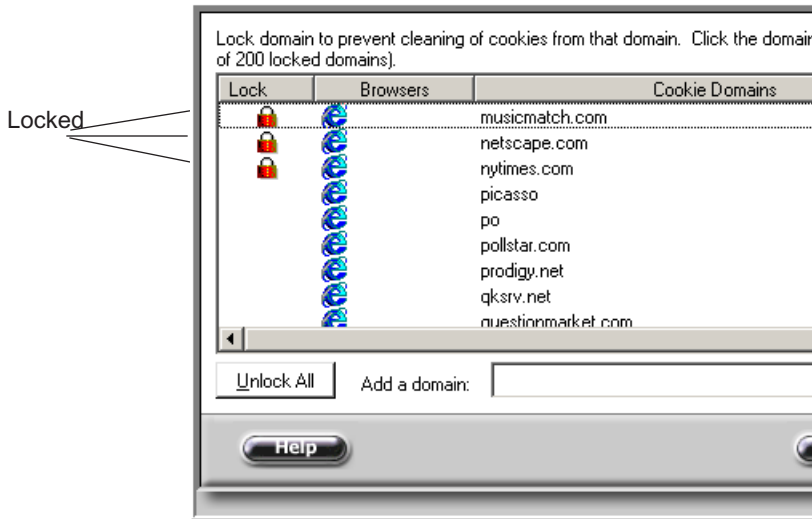 Lock domain to prevent cleaning of cookies from that domain. Click the domain
of 200 locked domains).
Lock Browsers Cookie Domains
Locked
musicmatch.com
netscape.com
nytimes.com
picasso
po
pollstar.com
prodigy.net
qksrv.net
questionmarket.com
Unlock All Add a domain:
Help